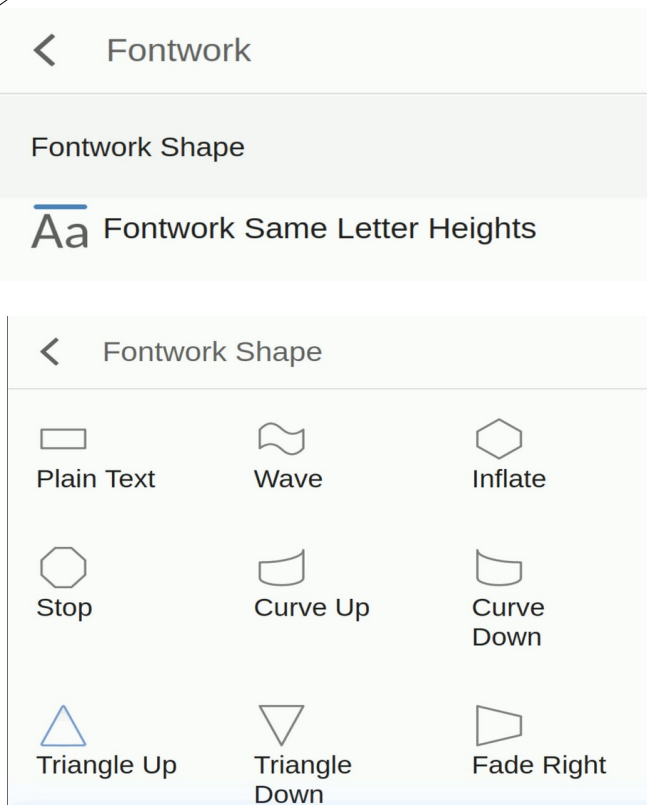 Fontwork
Fontwork Shape
Aa Fontwork Same Letter Heights
Fontwork Shape
Plain Text Wave Inflate
Stop Curve Up Curve
Down
Triangle Up Triangle Fade Right
Down